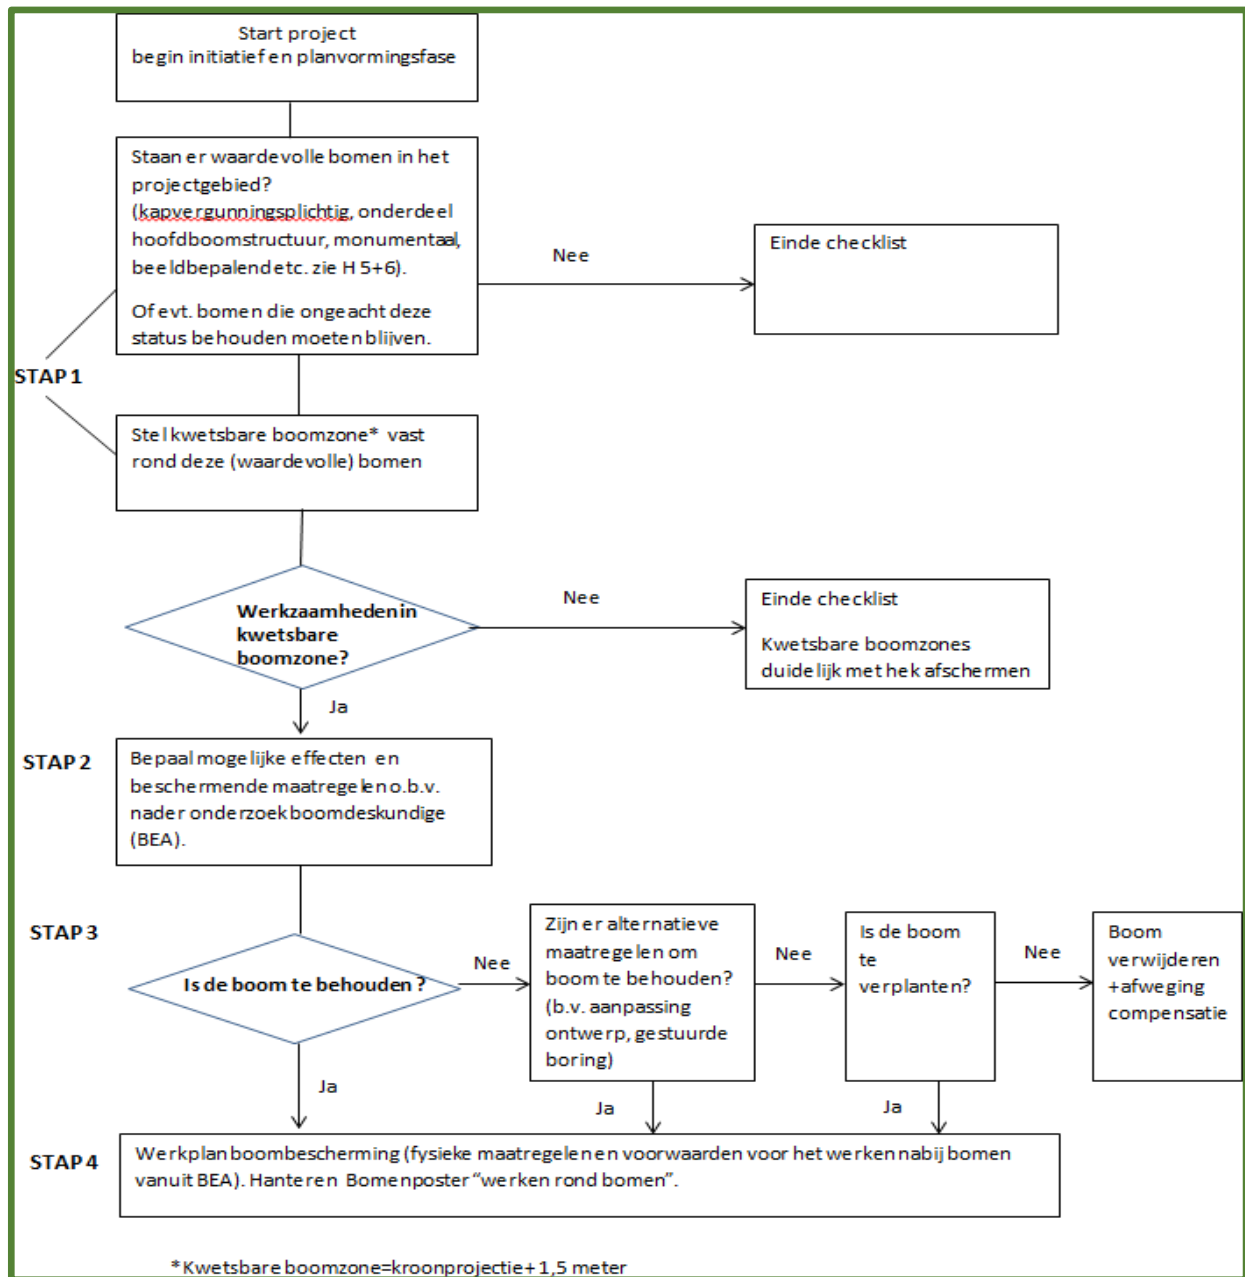 Start project
begin initiatief en planvormingsfase
Staan er waardevolle bomen in het
projectgebied?
(kapvergunningsplichtig, onderdeel
hoofdboomstructuur, monumentaal,
beeldbepalend etc. zie H 5+6).
Of evt. bomen die ongeacht deze
status behouden moeten blijven.
Nee
Einde checklist
STAP 1
Stel kwetsbare boomzone* vast
rond deze (waardevolle) bomen
Werkzaamheden in
kwetsbare
boomzone?
Nee
Einde checklist
Kwetsbare boomzones
duidelijk met hek afschermen
Ja
STAP 2
Bepaal mogelijke effecten en
beschermende maatregelen o.b.v.
nader onderzoek boomdeskundige
(BEA).
STAP 3
Is de boom te behouden ?
Nee
Zijn er alternatieve
maatregelen om
boom te behouden?
(b.v. aanpassing
ontwerp, gestuurde
boring)
Nee
Is de boom
te
verplanten?
Nee
Boom
verwijderen
+afweging
compensatie
Ja
Ja
Ja
STAP 4
Werkplan boombescherming (fysieke maatregelen en voorwaarden voor het werken nabij bomen
vanuit BEA). Hanteren Bomenposter “werken rond bomen”.
*Kwetsbare boomzone=kroonprojectie+ 1,5 meter